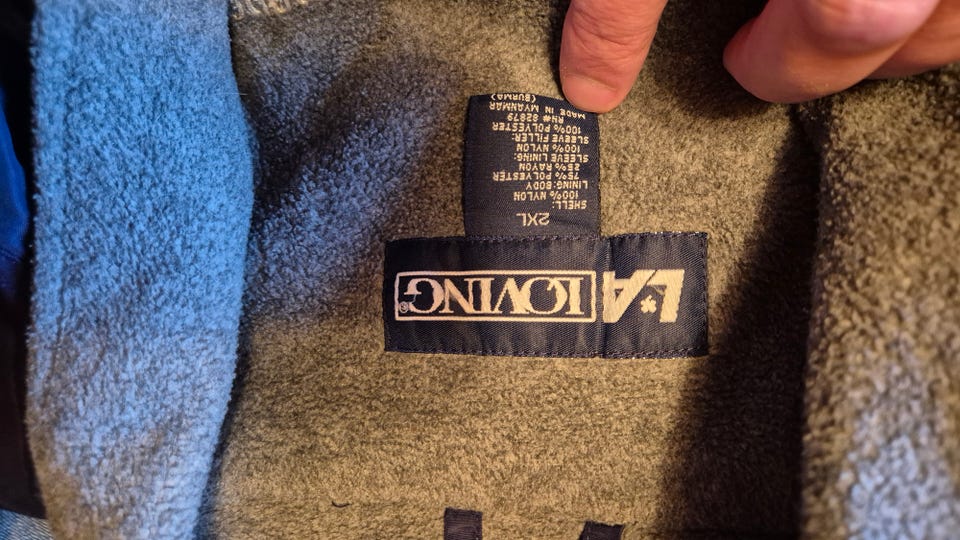 L*A LOVING®
2XL
SHELL:
100% NYLON
LINING:BODY
75% POLYESTER
25% RAYON
SLEEVE LINING:
100% NYLON
SLEEVE FILLER:
100% POLYESTER
RN# 82879
MADE IN MYANMAR
(BURMA)